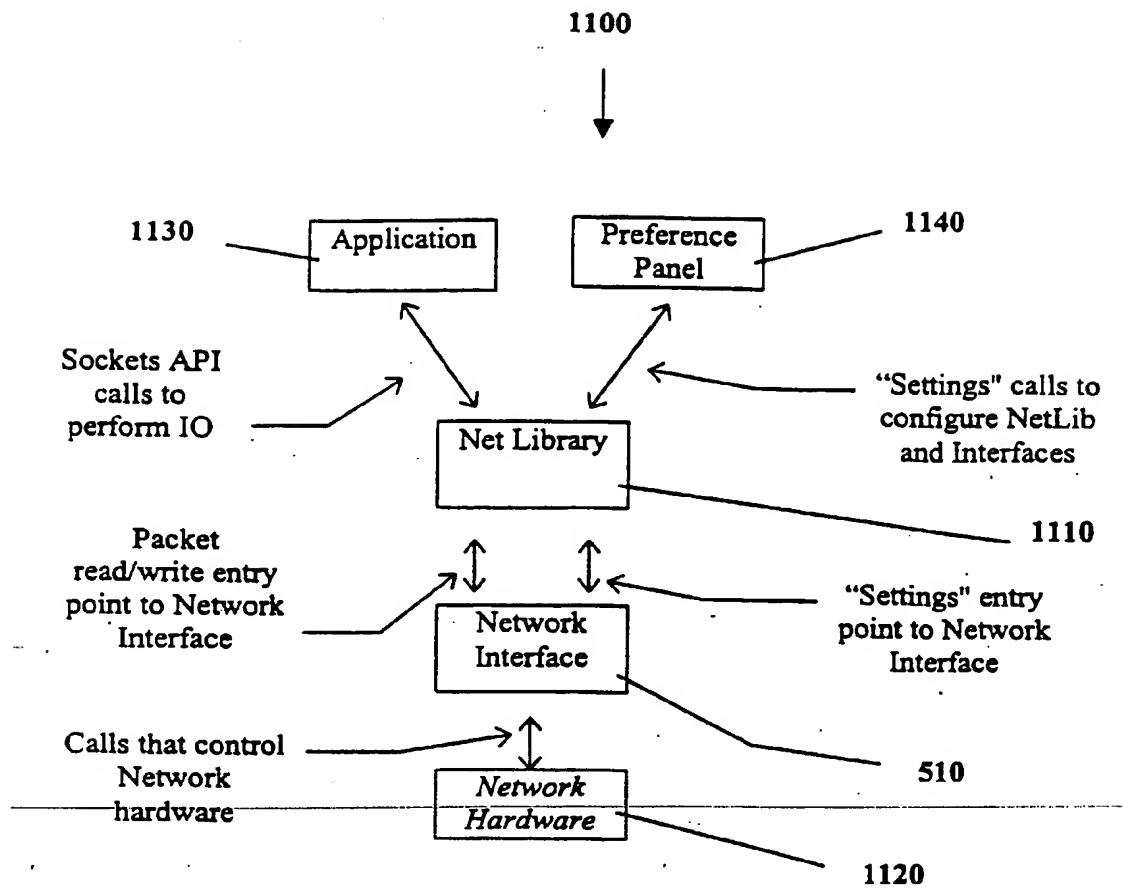 1100
1130
Application
Preference
Panel
1140
Sockets API
calls to
perform IO
“Settings" calls to
configure NetLib
and Interfaces
Net Library
1110
Packet
read/write entry
point to Network
Interface
“Settings" entry
point to Network
Interface
Network
Interface
510
Calls that control
Network
hardware
Network
Hardware
1120